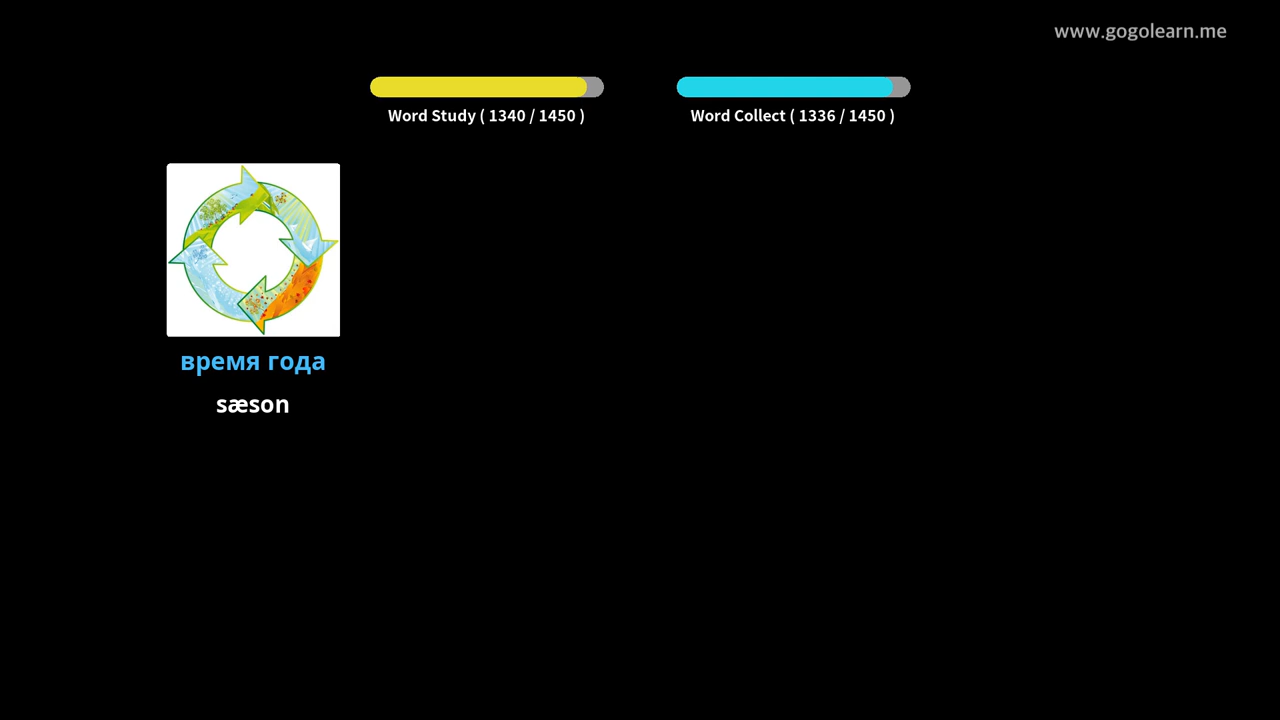 www.gogolearn.me
Word Study ( 1340 / 1450 )
Word Collect ( 1336 / 1450 )
время года
sæson